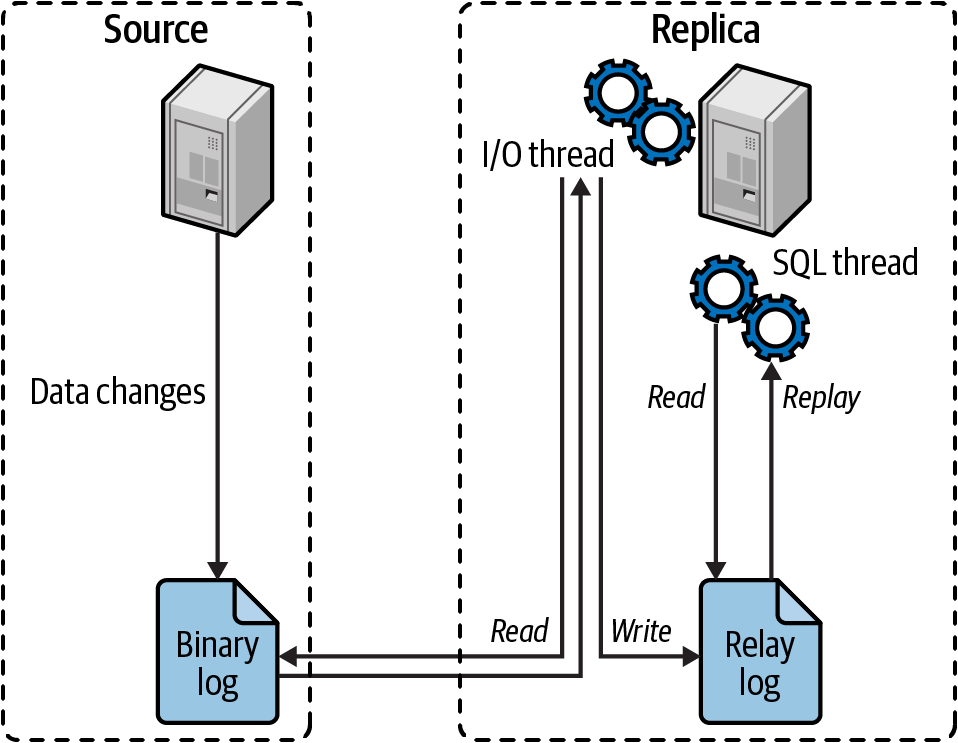 Source
Replica
I/O thread
SQL thread
Data changes
Read
Replay
Read
Write
Binary
log
Relay
log